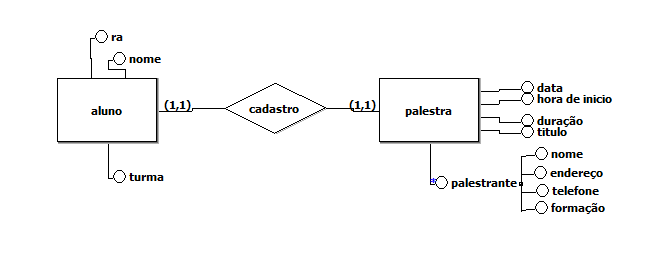 ra
nome
aluno
(1,1)
cadastro
(1,1)
palestra
data
hora de inicio
duração
titulo
turma
palestrante
nome
endereço
telefone
formação